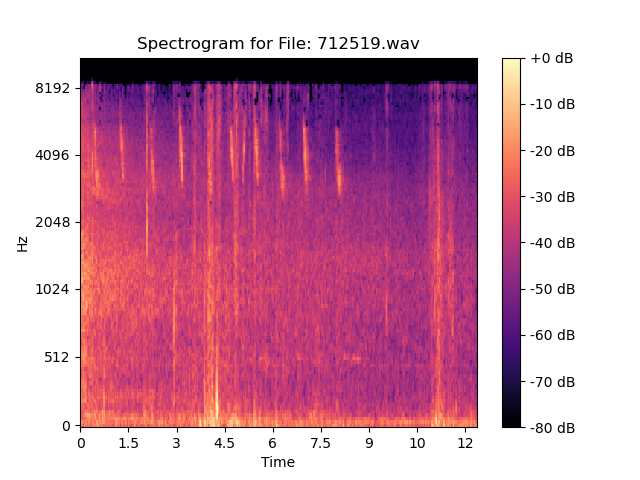 Spectrogram for File: 712519.wav
Hz
8192
4096
2048
1024
512
0
0 1.5 3 4.5 6 7.5 9 10 12
Time
+0 dB
-10 dB
-20 dB
-30 dB
-40 dB
-50 dB
-60 dB
-70 dB
-80 dB